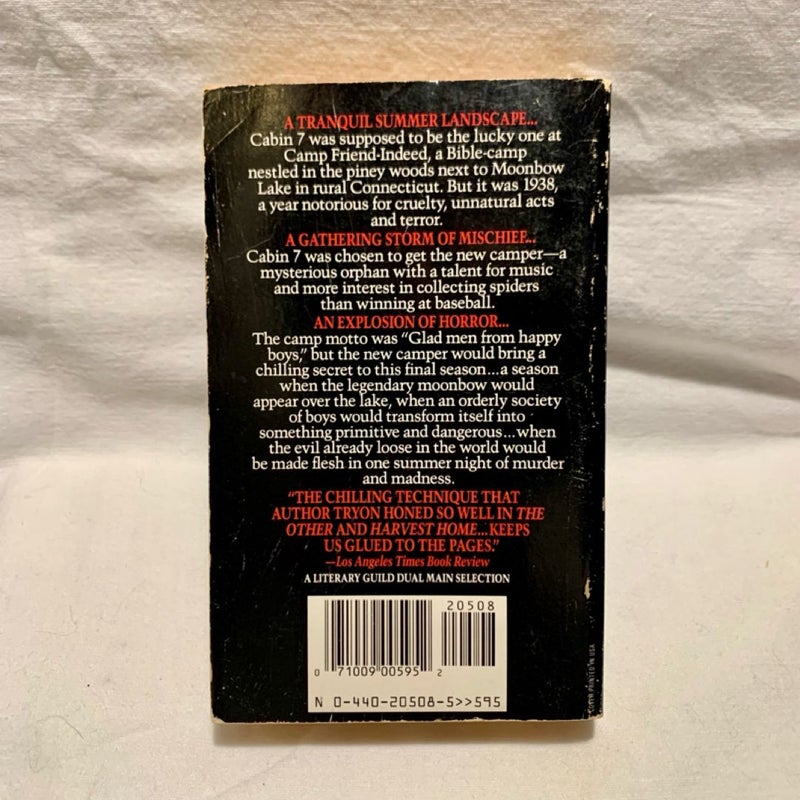 A TRANQUIL SUMMER LANDSCAPE...
Cabin 7 was supposed to be the lucky one at
Camp Friend-Indeed, a Bible-camp
nestled in the piney woods next to Moonbow
Lake in rural Connecticut. But it was 1938,
a year notorious for cruelty, unnatural acts
and terror.
A GATHERING STORM OF MISCHIEF...
Cabin 7 was chosen to get the new camper—a
mysterious orphan with a talent for music
and more interest in collecting spiders
than winning at baseball.
AN EXPLOSION OF HORROR...
The camp motto was “Glad men from happy
boys,” but the new camper would bring a
chilling secret to this final season...a season
when the legendary moonbow would
appear over the lake, when an orderly society
of boys would transform itself into
something primitive and dangerous...when
the evil already loose in the world would
be made flesh in one summer night of murder
and madness.
“THE CHILLING TECHNIQUE THAT
AUTHOR TRYON HONED SO WELL IN THE
OTHER AND HARVEST HOME...KEEPS
US GLUED TO THE PAGES.”
—Los Angeles Times Book Review
A LITERARY GUILD DUAL MAIN SELECTION
20508
0 71009 00595 2
N 0-440-20508-5>>595
COVER PRINTED IN USA